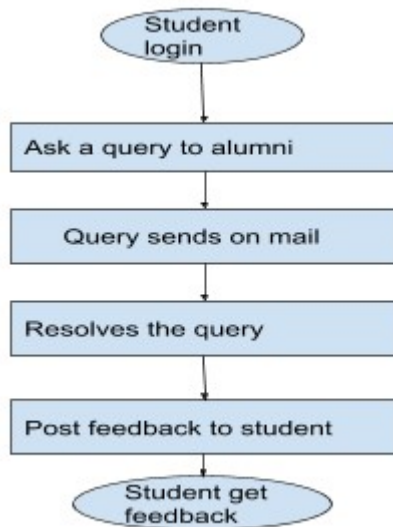 Student
login
Ask a query to alumni
Query sends on mail
Resolves the query
Post feedback to student
Student get
feedback